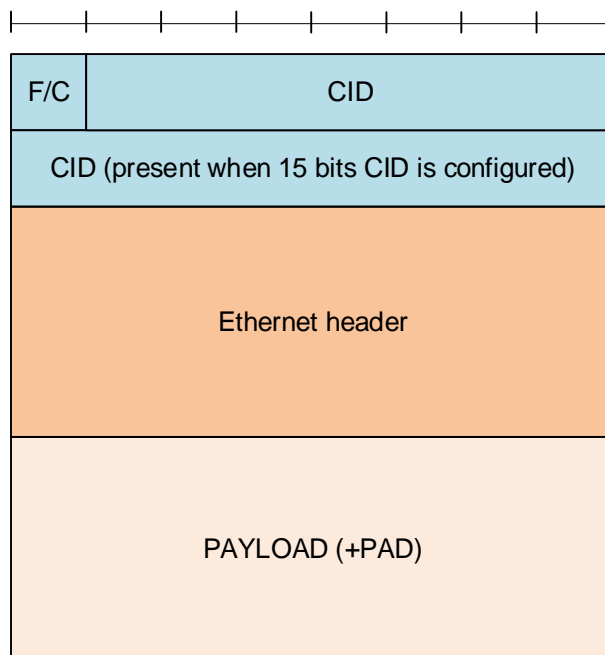 F/C CID
CID (present when 15 bits CID is configured)
Ethernet header
PAYLOAD (+PAD)